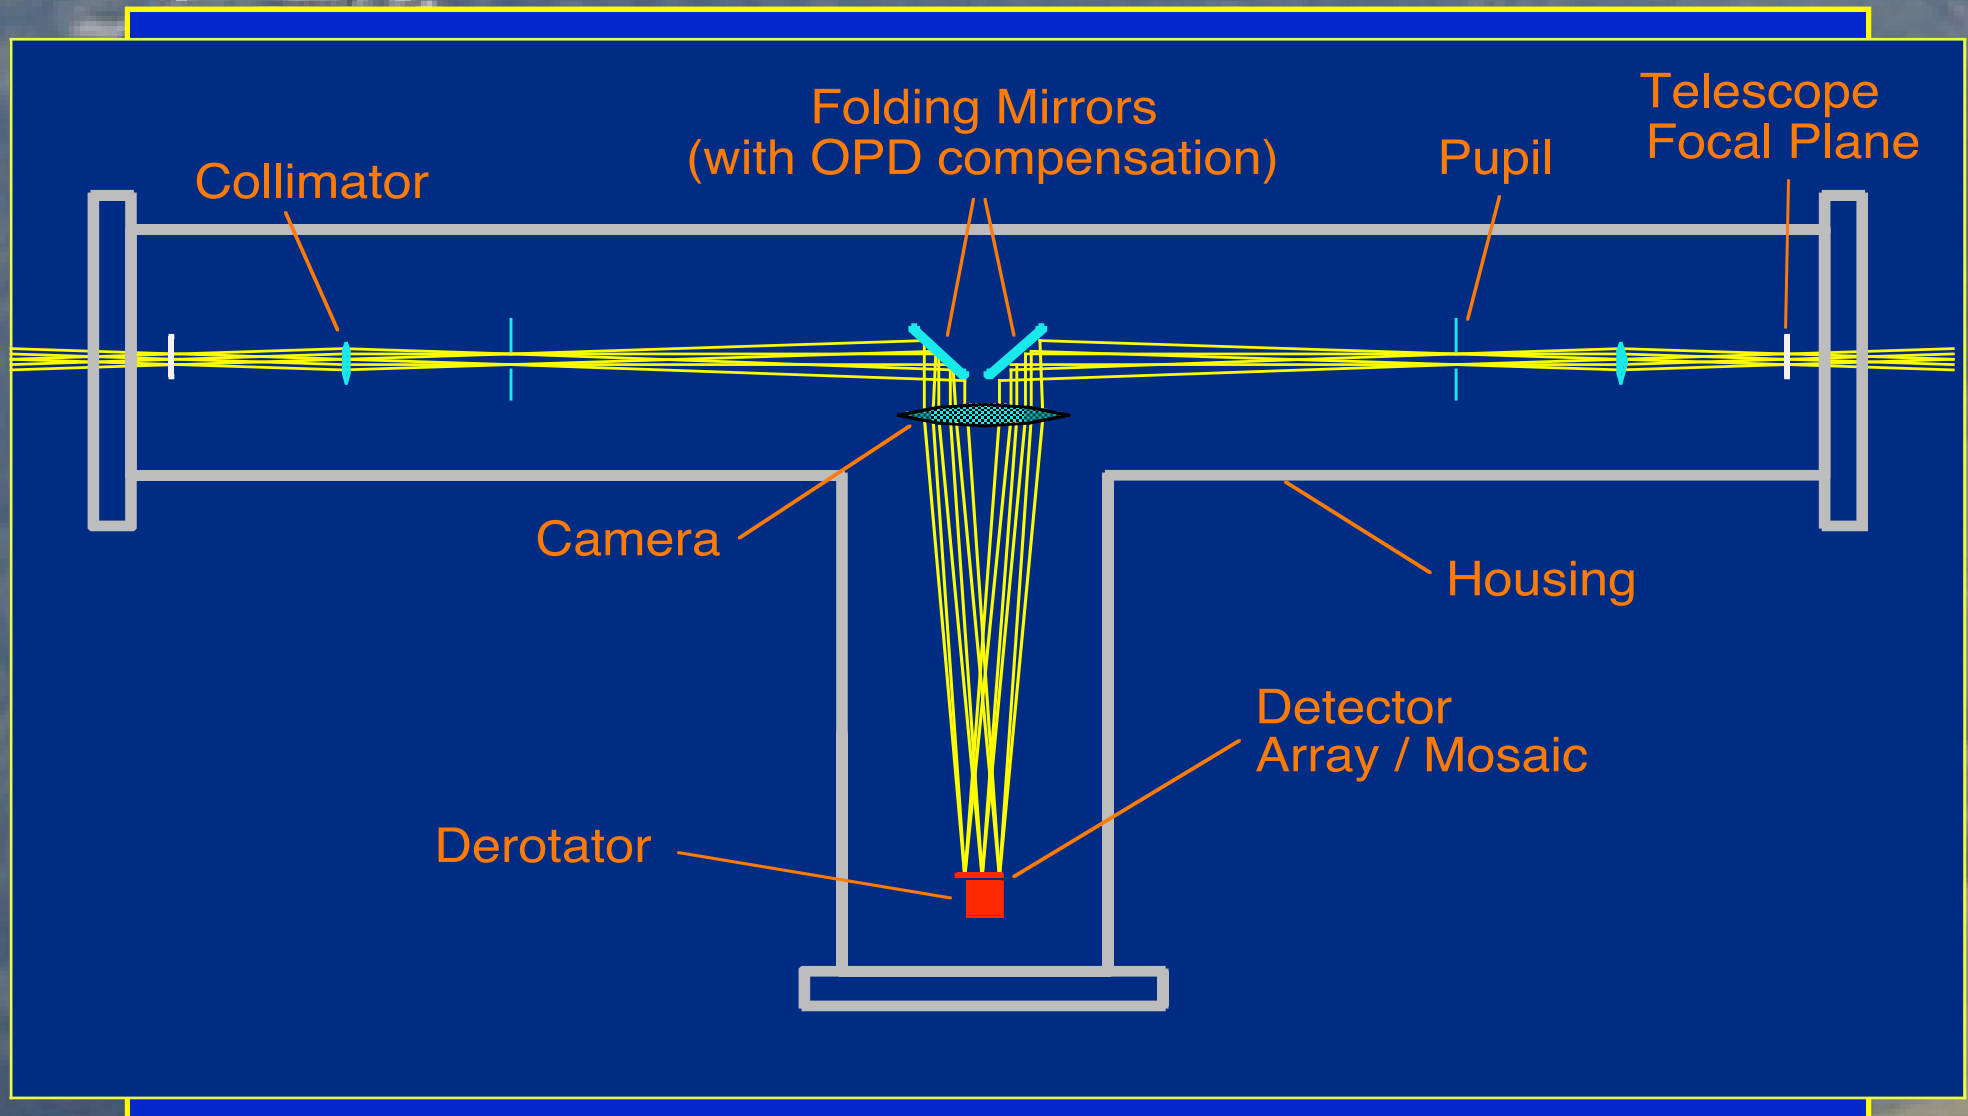 Folding Mirrors
(with OPD compensation)
Telescope
Focal Plane
Pupil
Collimator
Camera
Housing
Detector
Array / Mosaic
Derotator